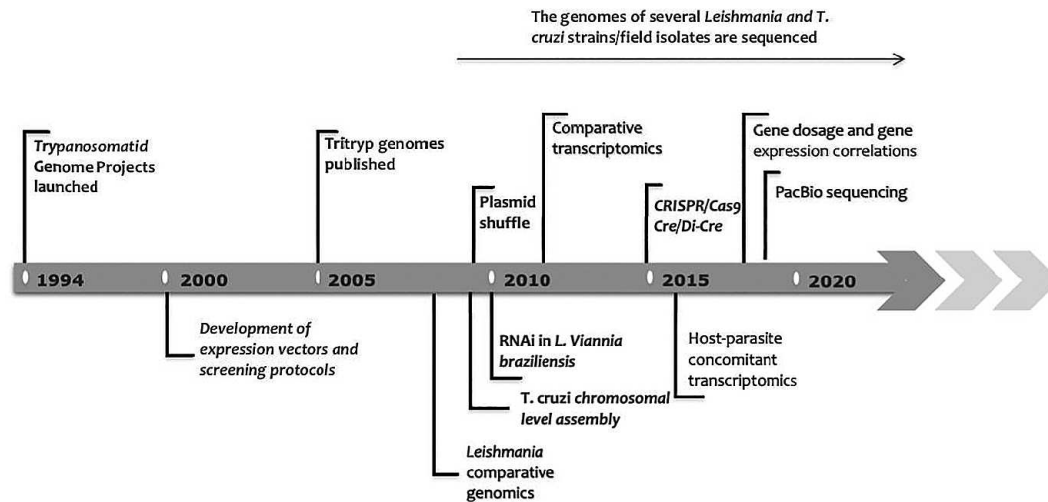 The genomes of several Leishmania and T.
cruzi strains/field isolates are sequenced
Trypanosomatid
Genome Projects
launched
Tritryp genomes
published
Plasmid
shuffle
Comparative
transcriptomics
CRISPR/Cas9
Cre/Di-Cre
Gene dosage and gene
expression correlations
PacBio sequencing
1994
2000
2005
2010
2015
2020
Development of
expression vectors and
screening protocols
RNAi in L. Viannia
braziliensis
T. cruzi chromosomal
level assembly
Leishmania
comparative
genomics
Host-parasite
concomitant
transcriptomics